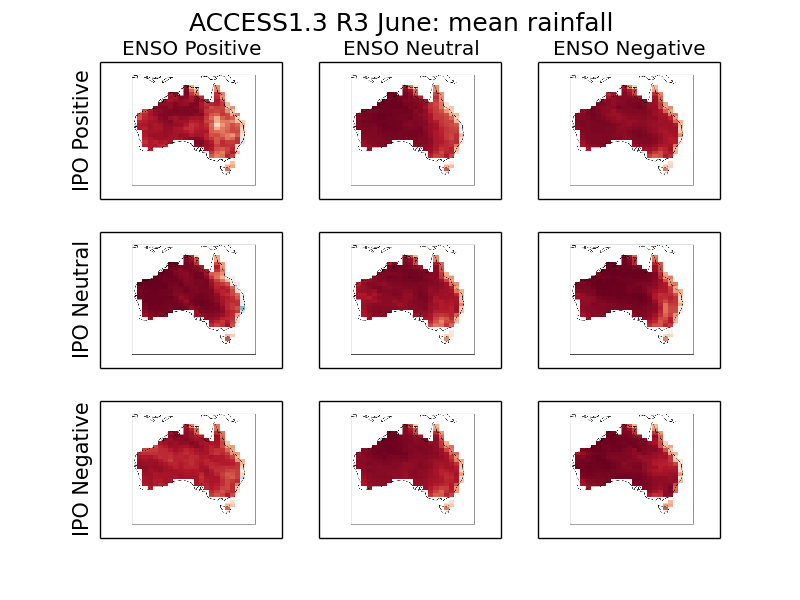 ACCESS1.3 R3 June: mean rainfall
ENSO Positive
ENSO Neutral
ENSO Negative
IPO Positive
IPO Neutral
IPO Negative